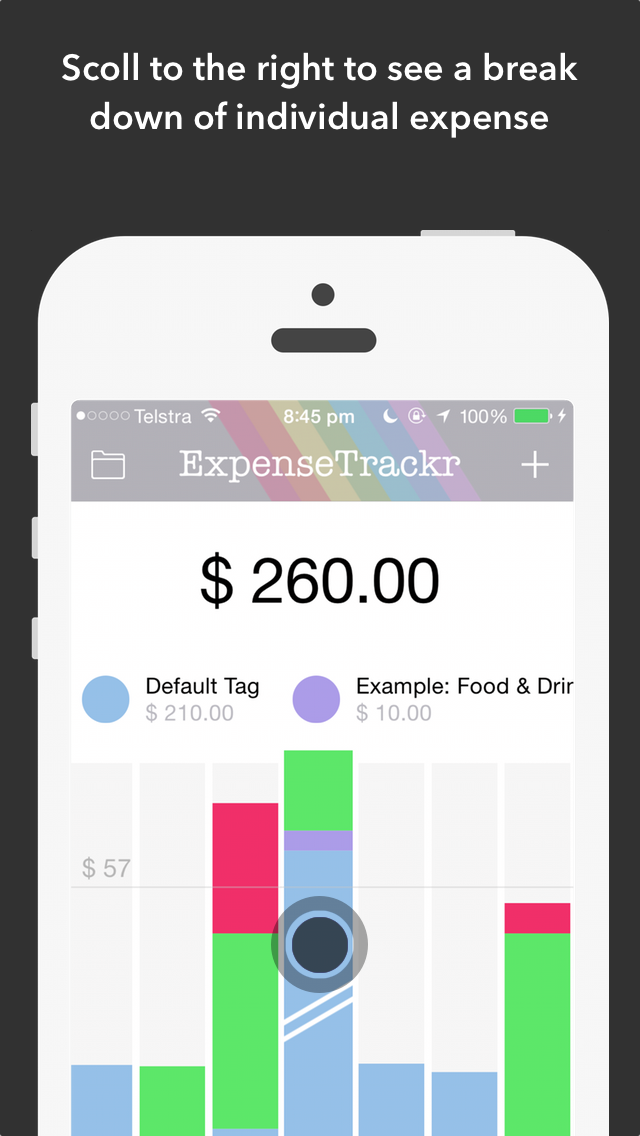 Scoll to the right to see a break
down of individual expense
Telstra 8:45 pm 100%
ExpenseTrackr
$ 260.00
Default Tag Example: Food & Drin
$ 210.00 $ 10.00
$ 57